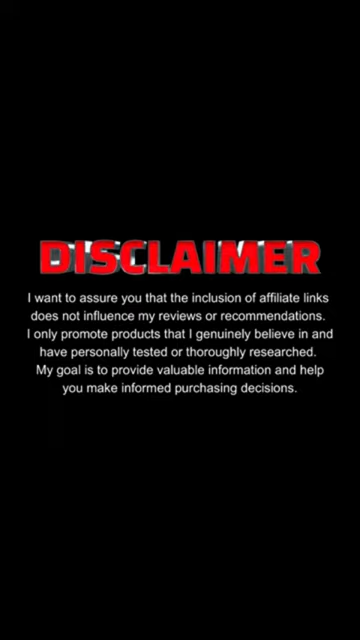 DISCLAIMER
I want to assure you that the inclusion of affiliate links
does not influence my reviews or recommendations.
I only promote products that I genuinely believe in and
have personally tested or thoroughly researched.
My goal is to provide valuable information and help
you make informed purchasing decisions.